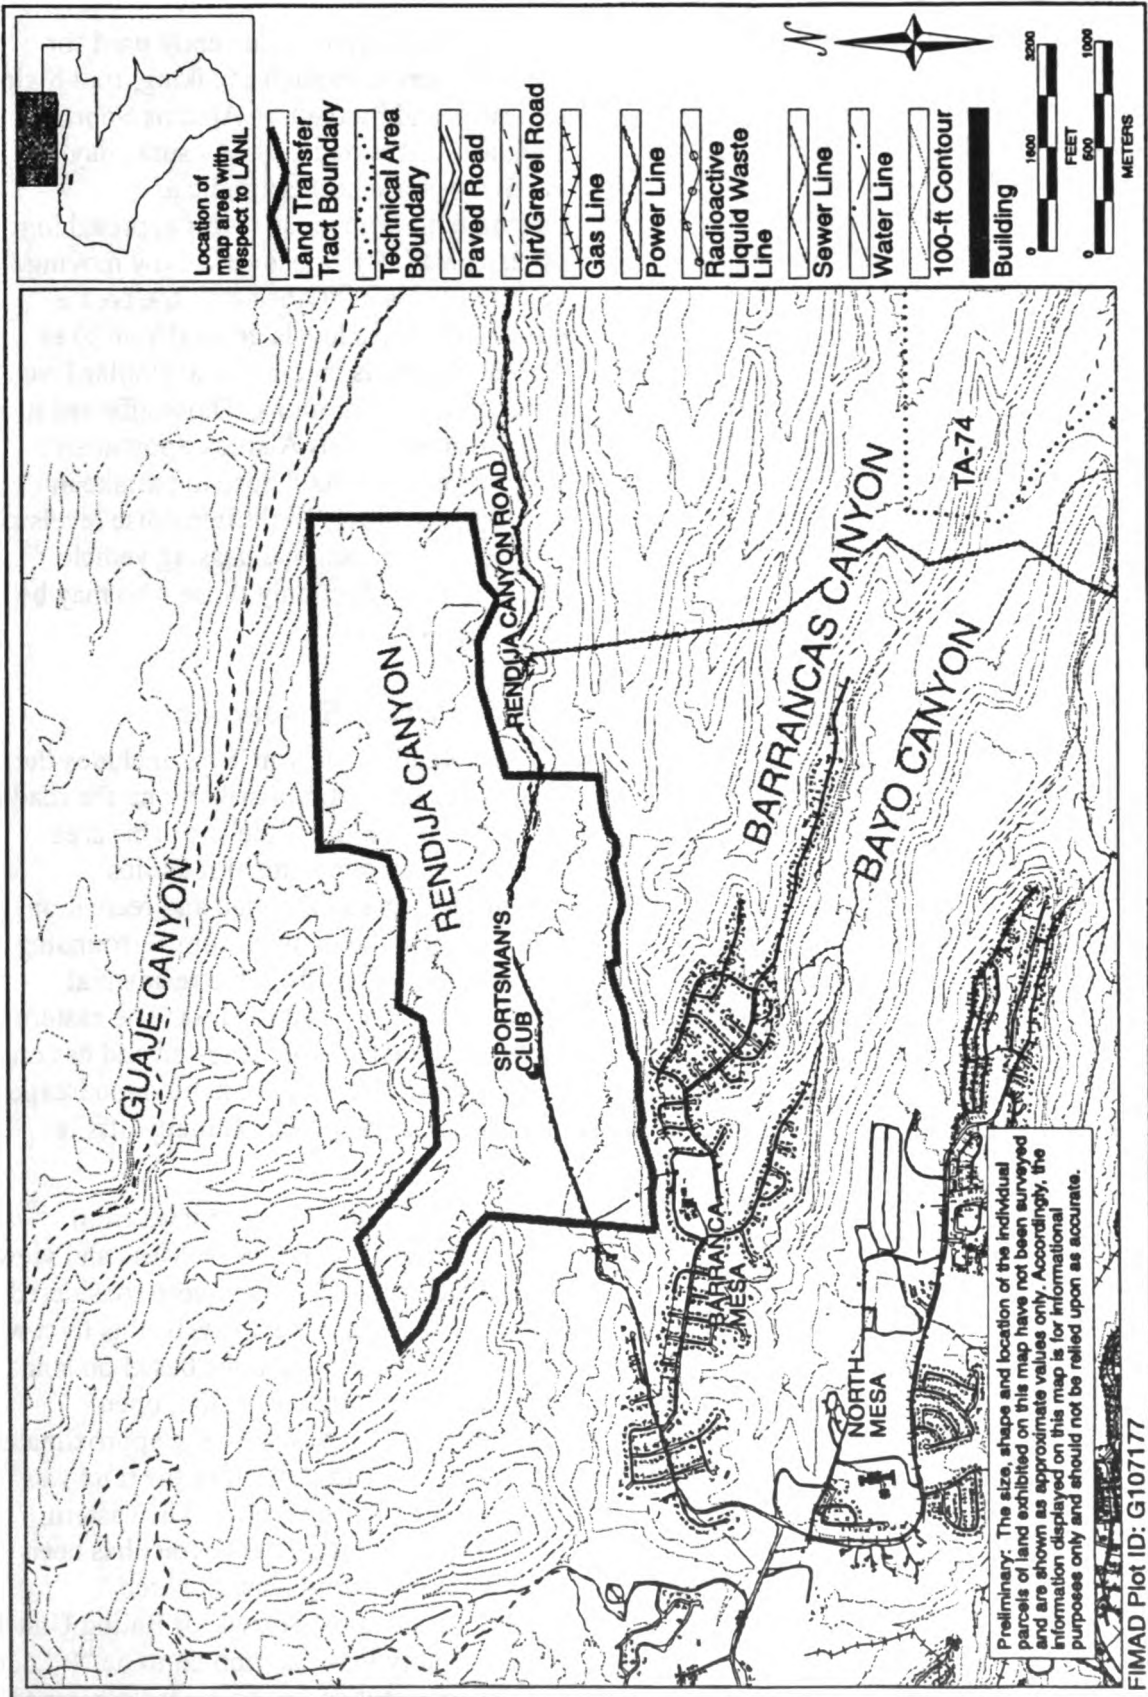 GUAJE CANYON
RENDIJA CANYON
RENDIJA CANYON ROAD
SPORTSMAN'S
CLUB
BARRANCAS CANYON
BAYO CANYON
TA-74
BARRANCA
MESA
NORTH
MESA
Preliminary: The size, shape and location of the individual
parcels of land exhibited on this map have not been surveyed
and are shown as approximate values only. Accordingly, the
information displayed on this map is for informational
purposes only and should not be relied upon as accurate.
FIMAD Plot ID: G107177
Location of
map area with
respect to LANL
Land Transfer
Tract Boundary
Technical Area
Boundary
Paved Road
Dirt/Gravel Road
Gas Line
Power Line
Radioactive
Liquid Waste
Line
Sewer Line
Water Line
100-ft Contour
Building
N
0 1600 3200
FEET
0 500 1000
METERS